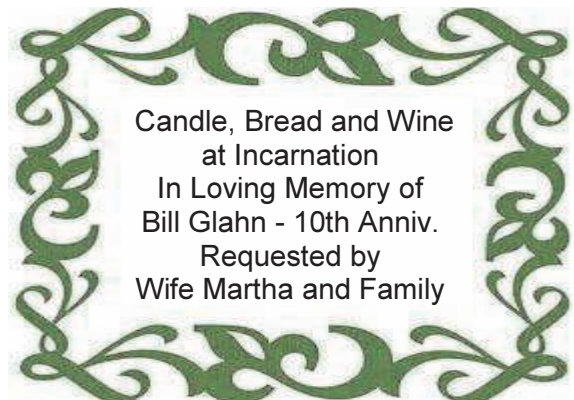 Candle, Bread and Wine
at Incarnation
In Loving Memory of
Bill Glahn - 10th Anniv.
Requested by
Wife Martha and Family